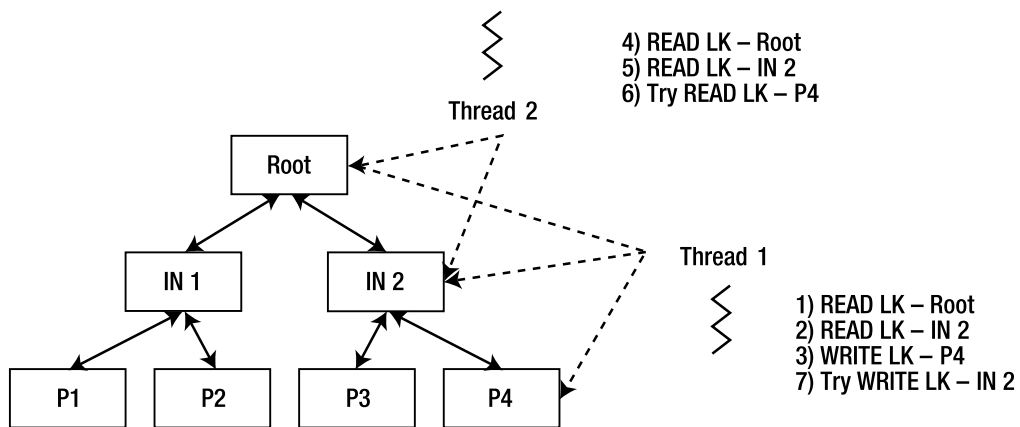 4) READ LK – Root
5) READ LK – IN 2
6) Try READ LK – P4
Thread 2
Root
Thread 1
IN 1
IN 2
1) READ LK – Root
2) READ LK – IN 2
3) WRITE LK – P4
7) Try WRITE LK – IN 2
P1
P2
P3
P4